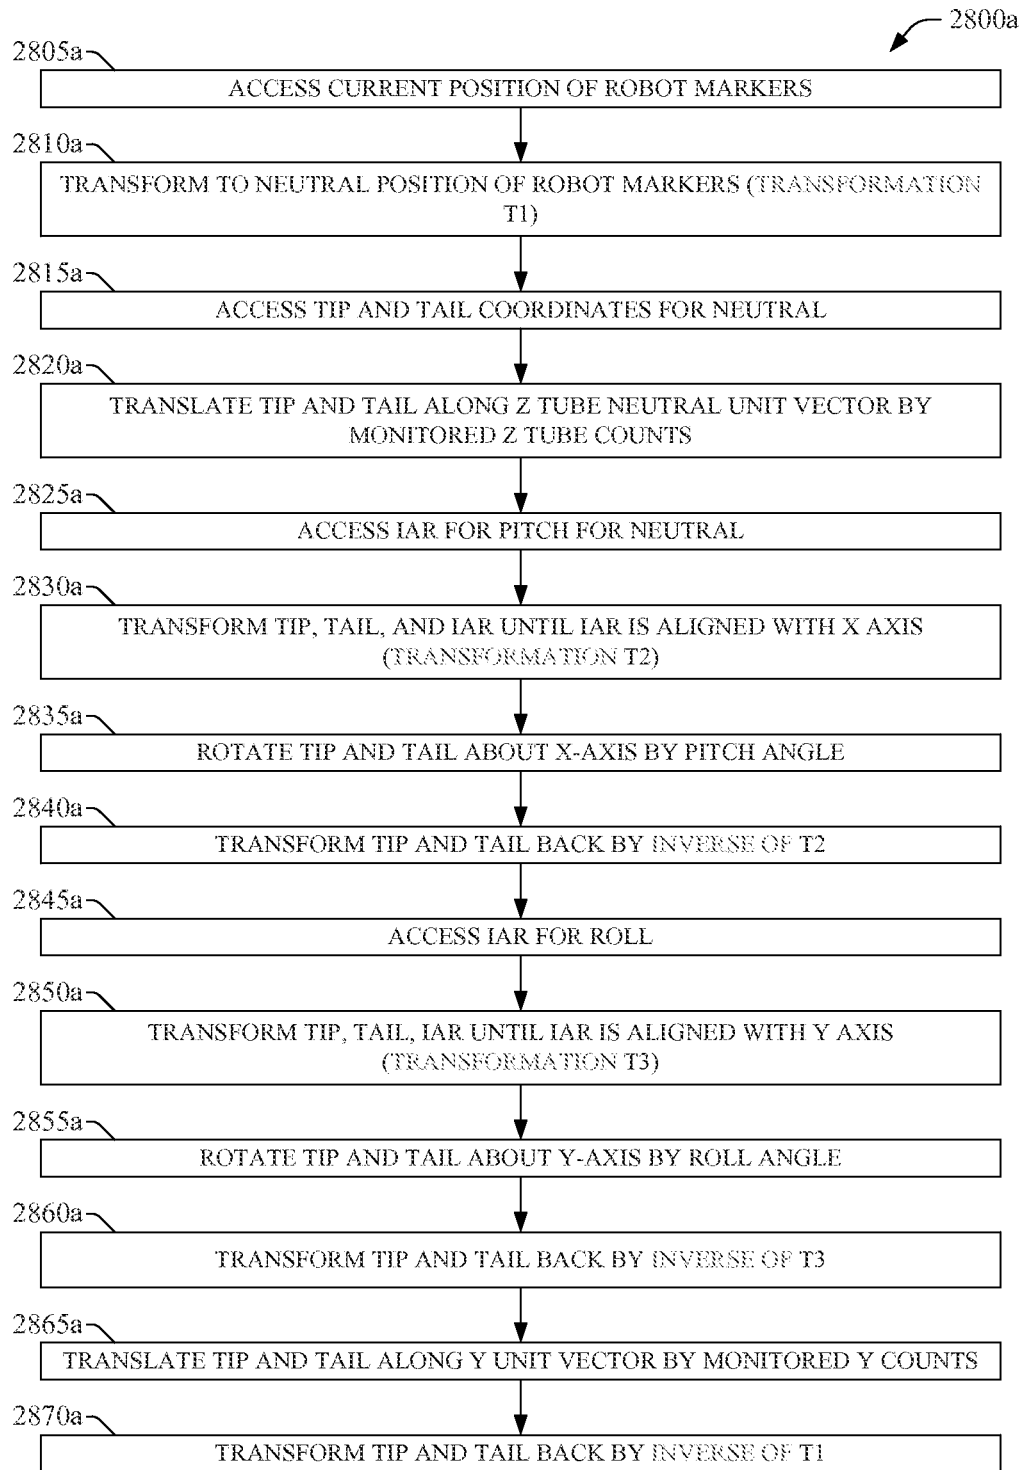 2800a
2805a
ACCESS CURRENT POSITION OF ROBOT MARKERS
2810a
TRANSFORM TO NEUTRAL POSITION OF ROBOT MARKERS (TRANSFORMATION
T1)
2815a
ACCESS TIP AND TAIL COORDINATES FOR NEUTRAL
2820a
TRANSLATE TIP AND TAIL ALONG Z TUBE NEUTRAL UNIT VECTOR BY
MONITORED Z TUBE COUNTS
2825a
ACCESS IAR FOR PITCH FOR NEUTRAL
2830a
TRANSFORM TIP, TAIL, AND IAR UNTIL IAR IS ALIGNED WITH X AXIS
(TRANSFORMATION T2)
2835a
ROTATE TIP AND TAIL ABOUT X-AXIS BY PITCH ANGLE
2840a
TRANSFORM TIP AND TAIL BACK BY INVERSE OF T2
2845a
ACCESS IAR FOR ROLL
2850a
TRANSFORM TIP, TAIL, IAR UNTIL IAR IS ALIGNED WITH Y AXIS
(TRANSFORMATION T3)
2855a
ROTATE TIP AND TAIL ABOUT Y-AXIS BY ROLL ANGLE
2860a
TRANSFORM TIP AND TAIL BACK BY INVERSE OF T3
2865a
TRANSLATE TIP AND TAIL ALONG Y UNIT VECTOR BY MONITORED Y COUNTS
2870a
TRANSFORM TIP AND TAIL BACK BY INVERSE OF T1